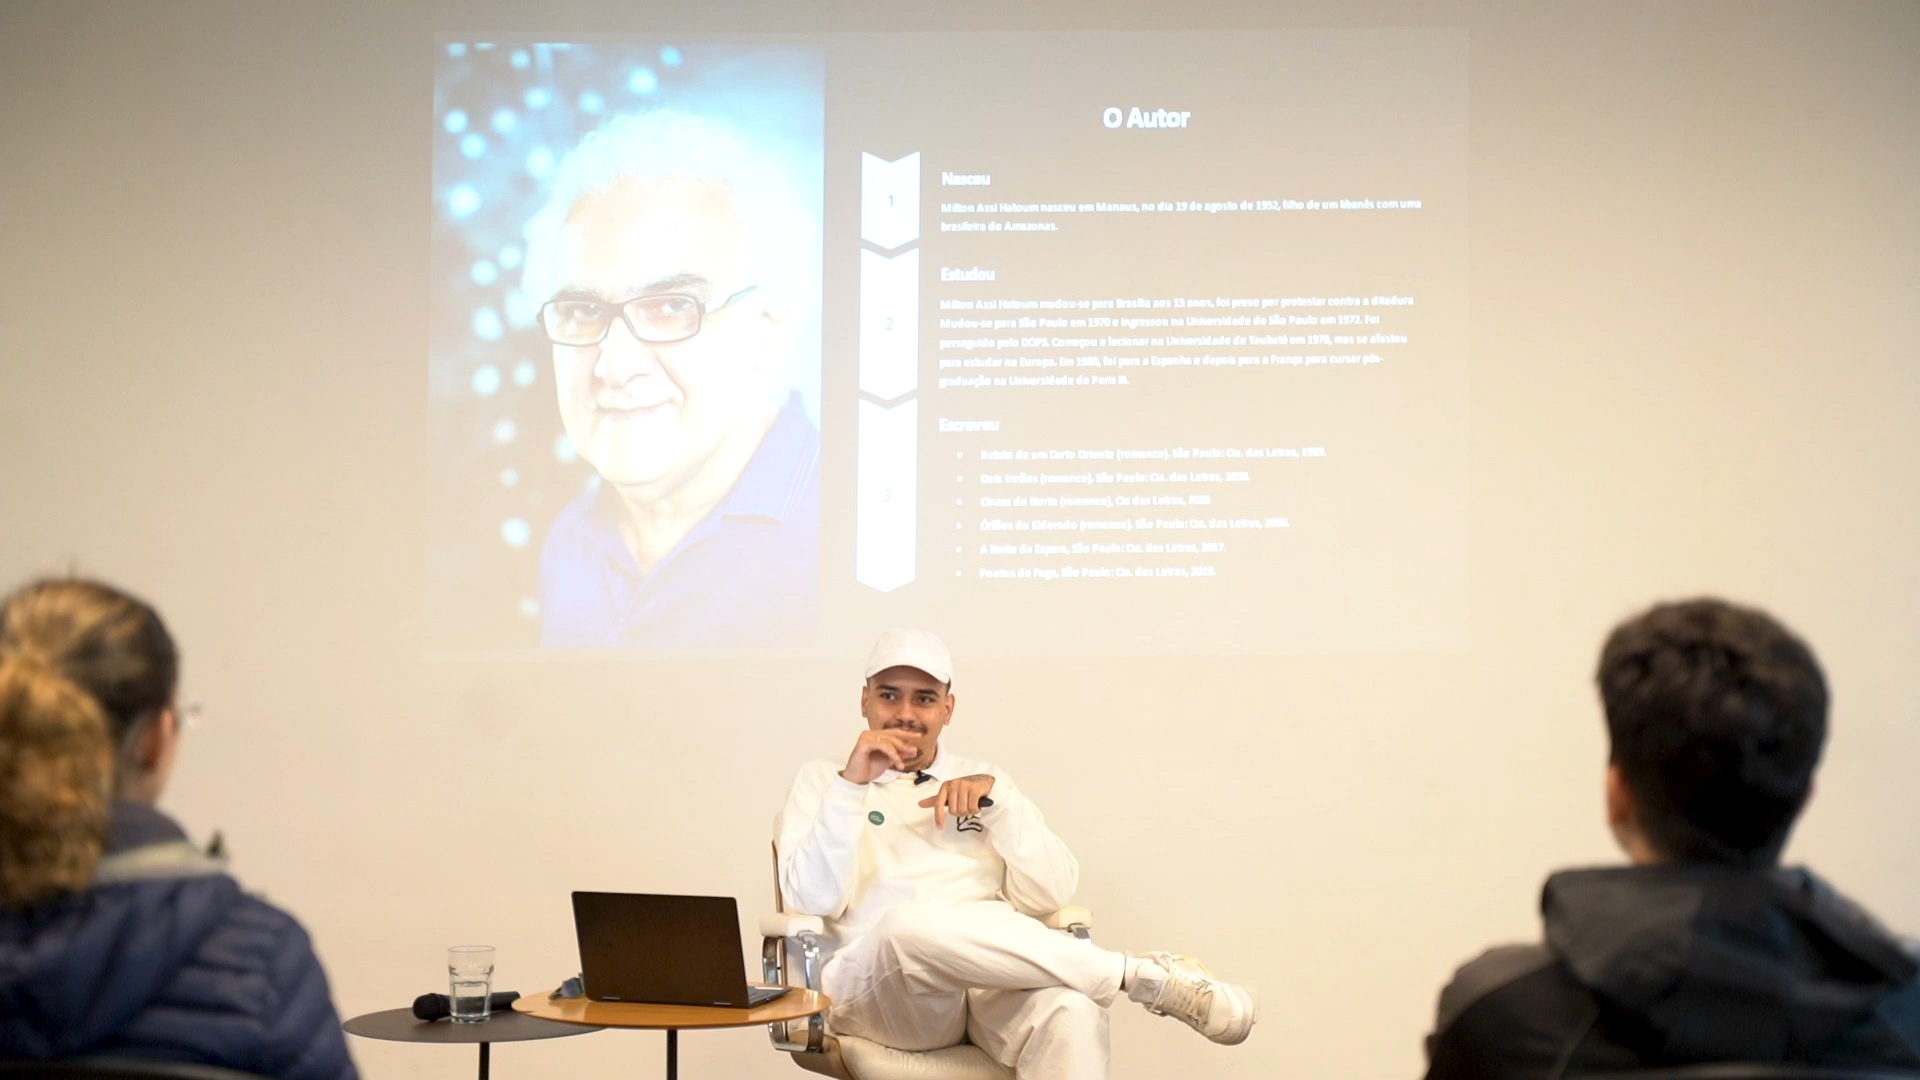 O Autor
1
Nasceu
Milton Assi Hatoum nasceu em Manaus, no dia 19 de agosto de 1952, filho de um libanês com uma
brasileira do Amazonas.
2
Estudou
Milton Assi Hatoum mudou-se para Brasília aos 15 anos, foi preso por protestar contra a ditadura
Mudou-se para São Paulo em 1970 e ingressou na Universidade de São Paulo em 1972. Foi
perseguido pelo DOPS. Começou a lecionar na Universidade de Taubaté em 1978, mas se afastou
para estudar na Europa. Em 1980, foi para a Espanha e depois para a França para cursar pós-
graduação na Universidade de Paris III.
3
Escreveu
Relato de um Certo Oriente (romance). São Paulo: Cia. das Letras, 1989.
Dois Irmãos (romance). São Paulo: Cia. das Letras, 2000.
Cinzas do Norte (romance), Cia das Letras, 2005
Órfãos do Eldorado (romance). São Paulo: Cia. das Letras, 2008.
A Noite da Espera, São Paulo: Cia. das Letras, 2017.
Pontos de Fuga, São Paulo: Cia. das Letras, 2019.